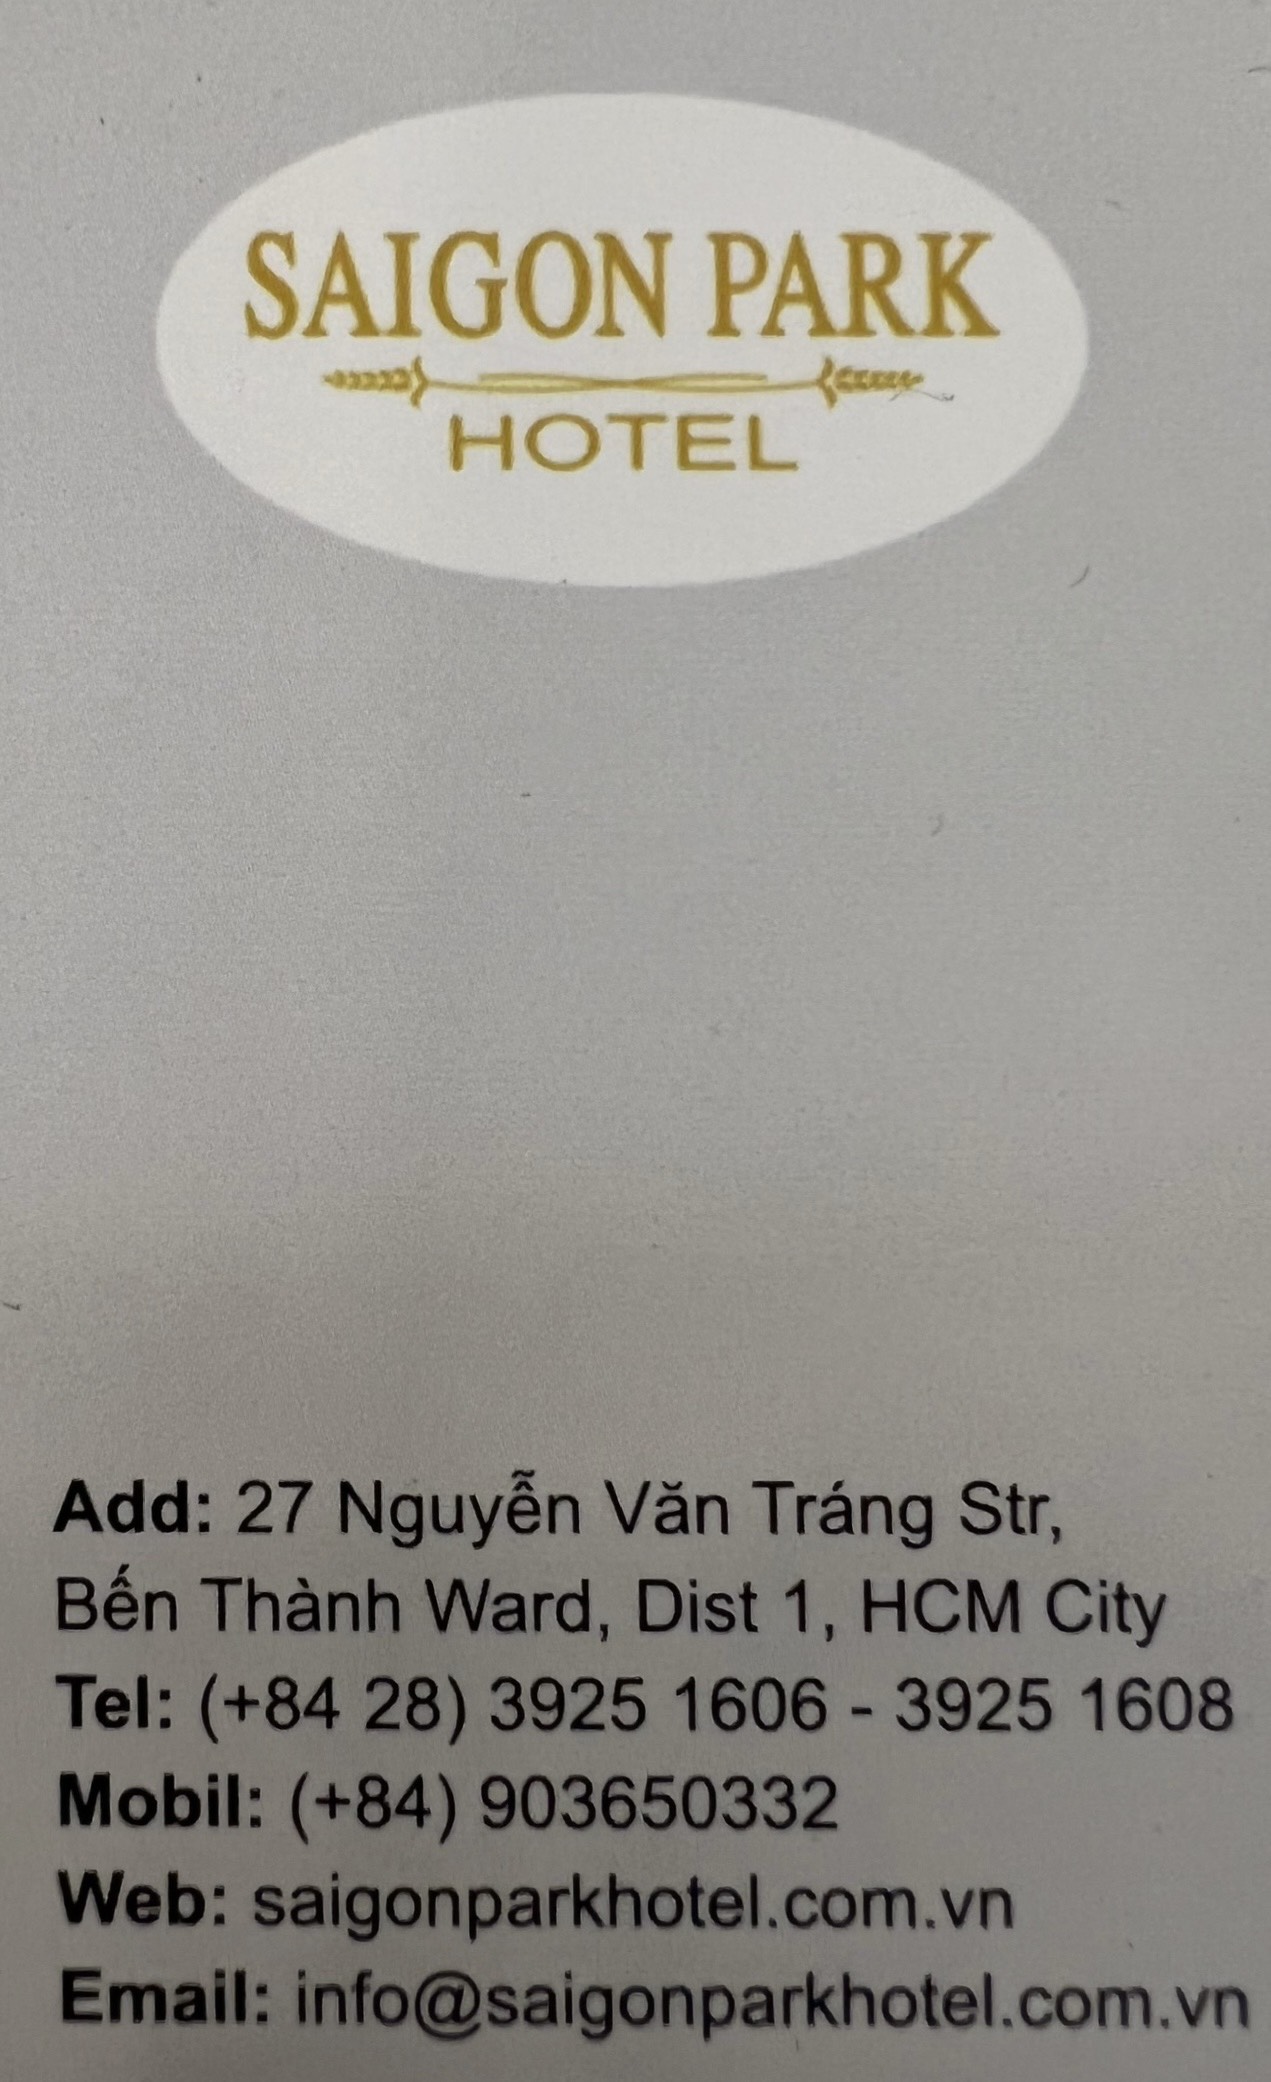 SAIGON PARK
HOTEL
Add: 27 Nguyễn Văn Tráng Str,
Bến Thành Ward, Dist 1, HCM City
Tel: (+84 28) 3925 1606 - 3925 1608
Mobil: (+84) 903650332
Web: saigonparkhotel.com.vn
Email: info@saigonparkhotel.com.vn